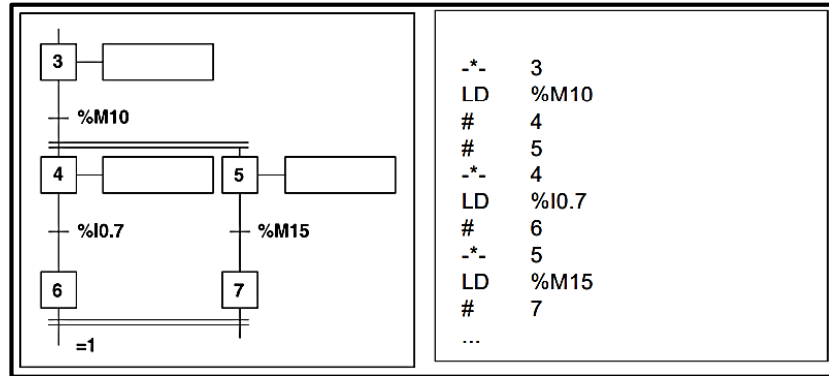 3
%M10
4
5
%I0.7
%M15
6
7
=1
-*- 3
LD %M10
# 4
# 5
-*- 4
LD %I0.7
# 6
-*- 5
LD %M15
# 7
...